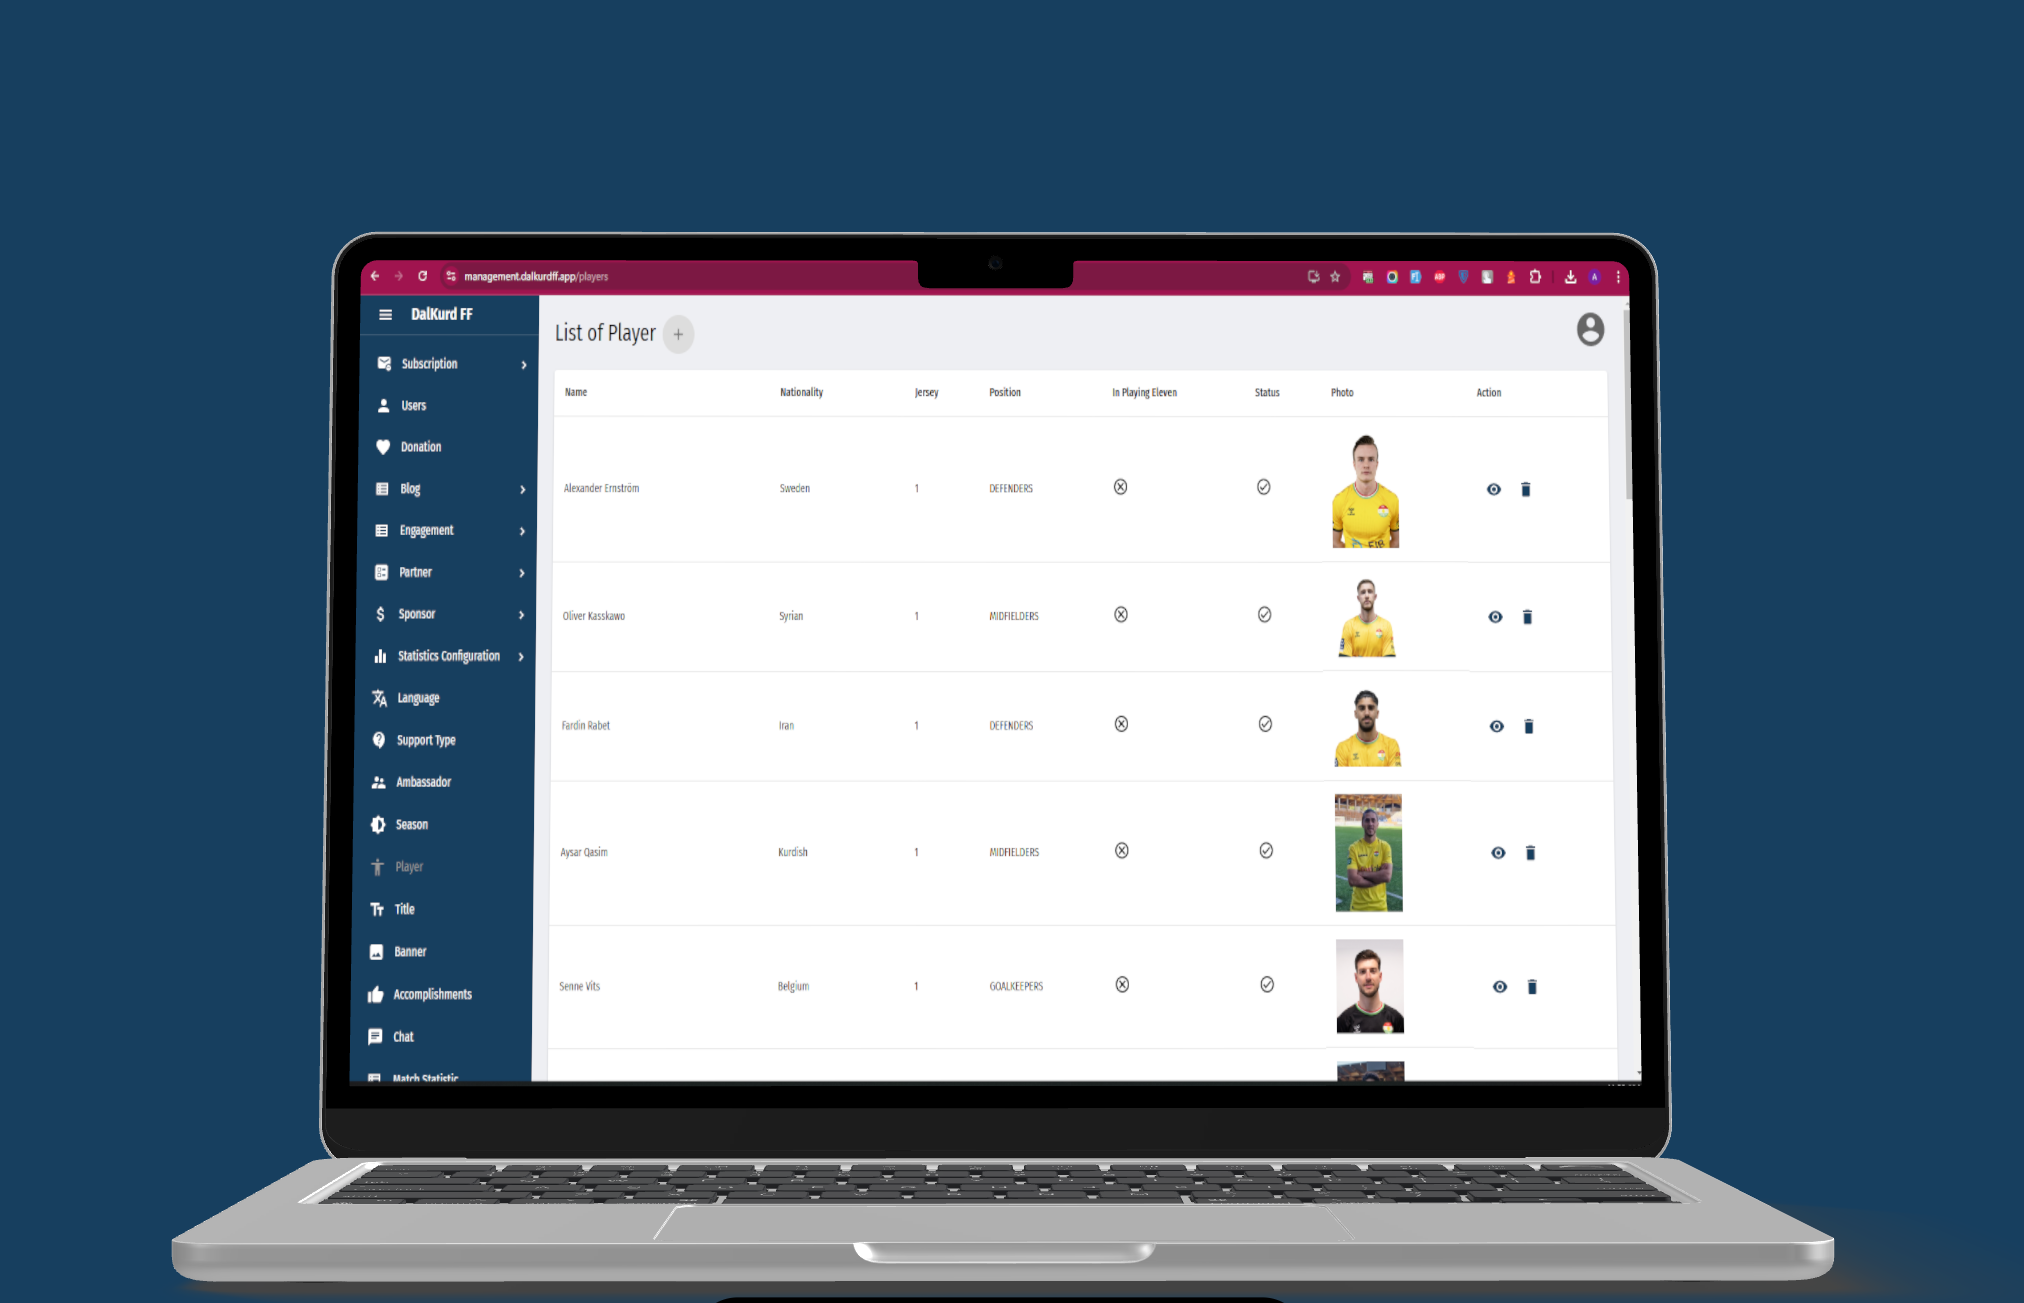 management.dalkurdff.app/players
DalKurd FF
Subscription
Users
Donation
Blog
Engagement
Partner
Sponsor
Statistics Configuration
Language
Support Type
Ambassador
Season
Player
Title
Banner
Accomplishments
Chat
Match Statistic
List of Player +
Name Nationality Jersey Position In Playing Eleven Status Photo Action
Alexander Ernström Sweden 1 DEFENDERS
Oliver Kasskawo Syrian 1 MIDFIELDERS
Fardin Rabet Iran 1 DEFENDERS
Aysar Qasim Kurdish 1 MIDFIELDERS
Senne Vits Belgium 1 GOALKEEPERS